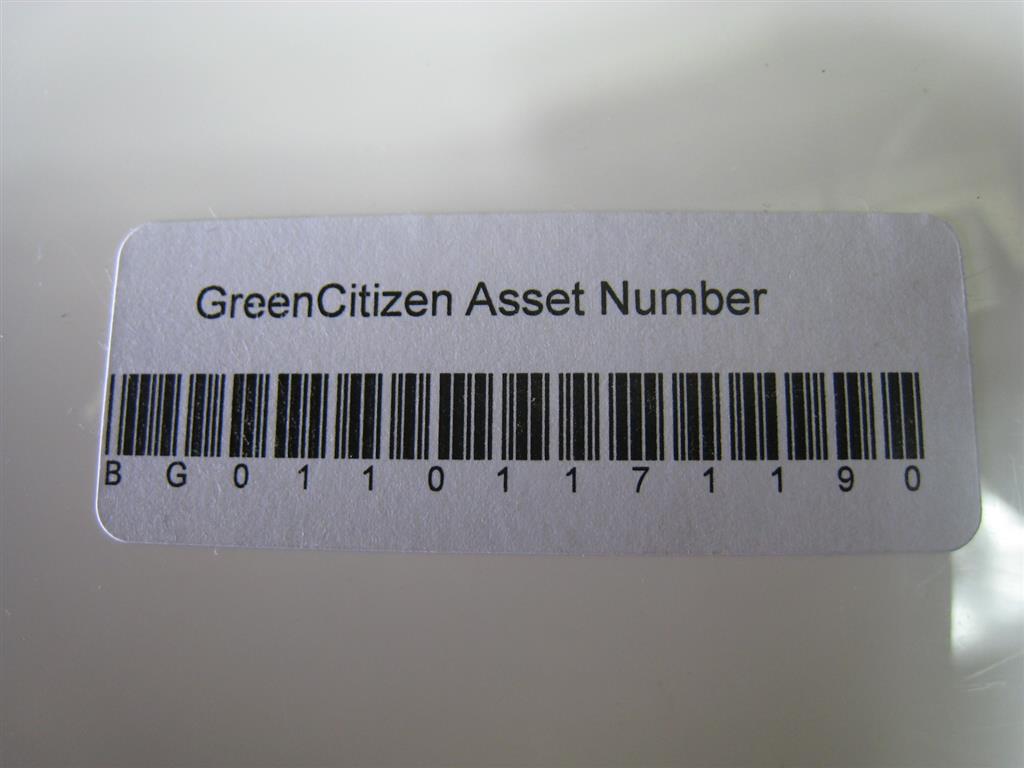 GreenCitizen Asset Number
B G 0 1 1 0 1 1 7 1 1 9 0